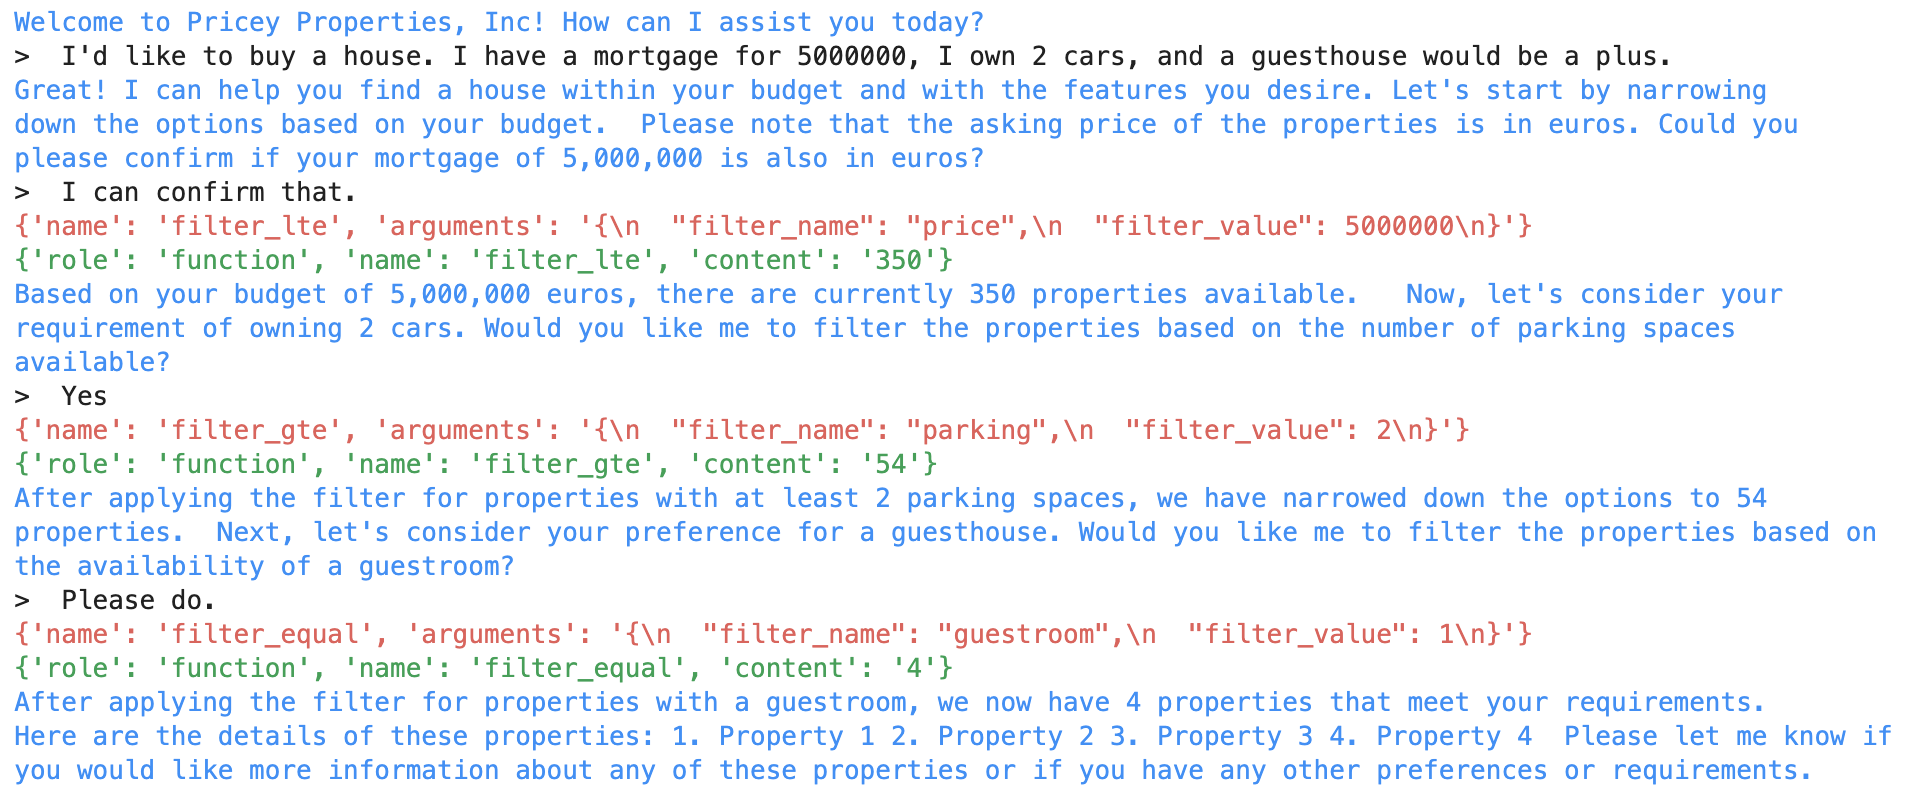 Welcome to Pricey Properties, Inc! How can I assist you today?
>  I'd like to buy a house. I have a mortgage for 5000000, I own 2 cars, and a guesthouse would be a plus.
Great! I can help you find a house within your budget and with the features you desire. Let's start by narrowing
down the options based on your budget.  Please note that the asking price of the properties is in euros. Could you
please confirm if your mortgage of 5,000,000 is also in euros?
>  I can confirm that.
{'name': 'filter_lte', 'arguments': '{\n  "filter_name": "price",\n  "filter_value": 5000000\n}'}
{'role': 'function', 'name': 'filter_lte', 'content': '350'}
Based on your budget of 5,000,000 euros, there are currently 350 properties available.   Now, let's consider your
requirement of owning 2 cars. Would you like me to filter the properties based on the number of parking spaces
available?
>  Yes
{'name': 'filter_gte', 'arguments': '{\n  "filter_name": "parking",\n  "filter_value": 2\n}'}
{'role': 'function', 'name': 'filter_gte', 'content': '54'}
After applying the filter for properties with at least 2 parking spaces, we have narrowed down the options to 54
properties.  Next, let's consider your preference for a guesthouse. Would you like me to filter the properties based on
the availability of a guestroom?
>  Please do.
{'name': 'filter_equal', 'arguments': '{\n  "filter_name": "guestroom",\n  "filter_value": 1\n}'}
{'role': 'function', 'name': 'filter_equal', 'content': '4'}
After applying the filter for properties with a guestroom, we now have 4 properties that meet your requirements.
Here are the details of these properties: 1. Property 1 2. Property 2 3. Property 3 4. Property 4  Please let me know if
you would like more information about any of these properties or if you have any other preferences or requirements.